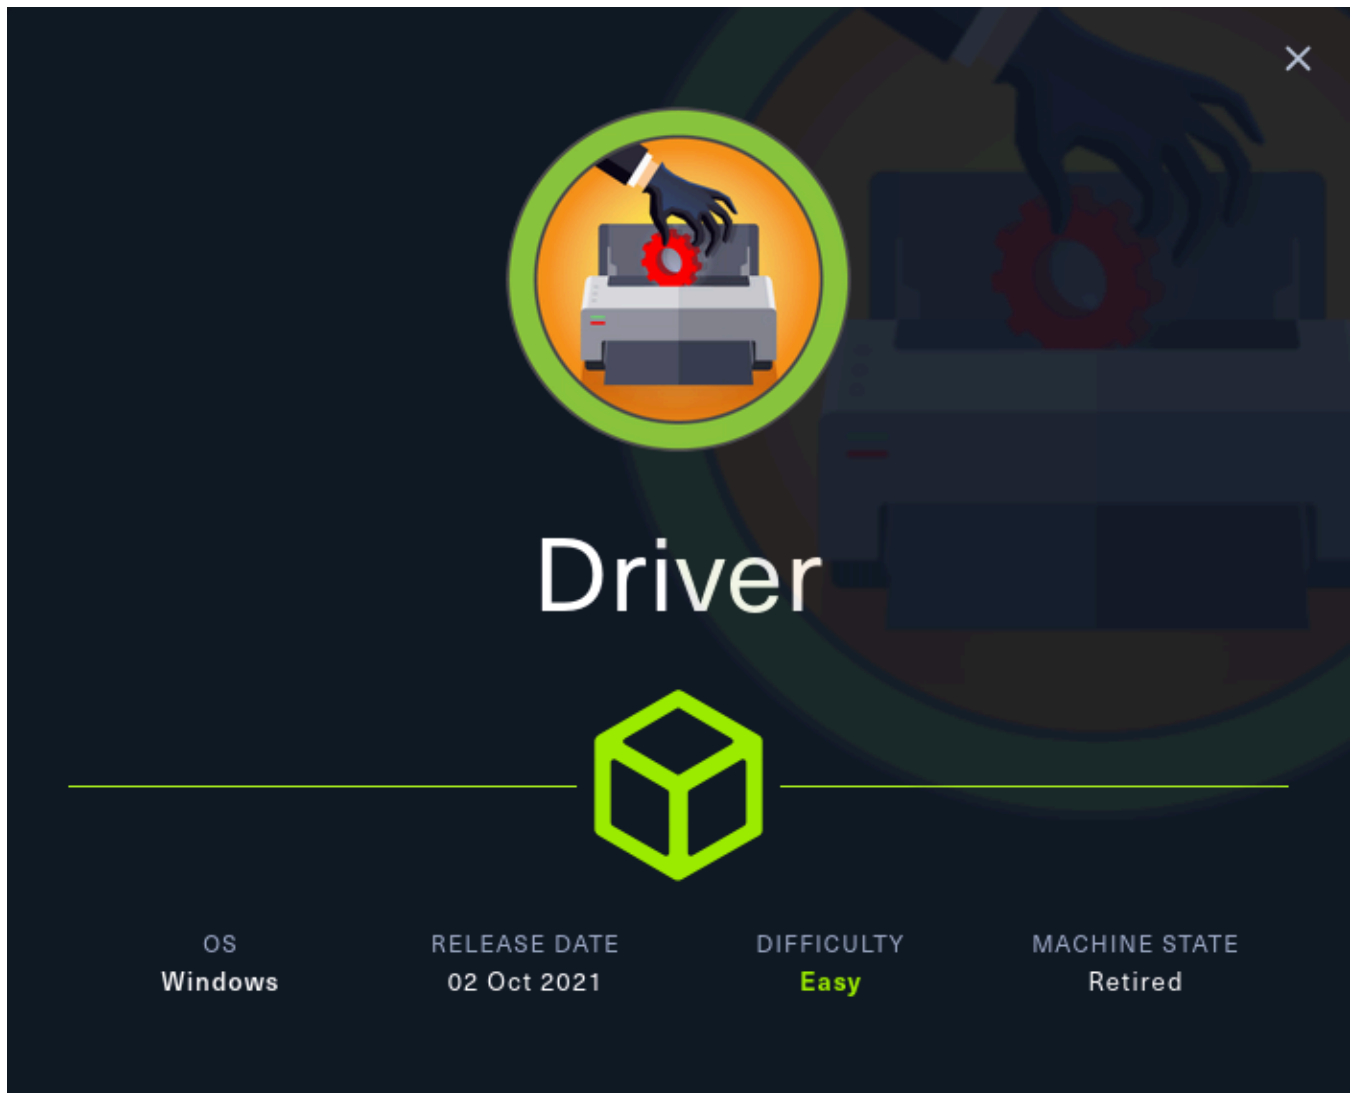 Driver
OS
RELEASE DATE
DIFFICULTY
MACHINE STATE
Windows
02 Oct 2021
Easy
Retired